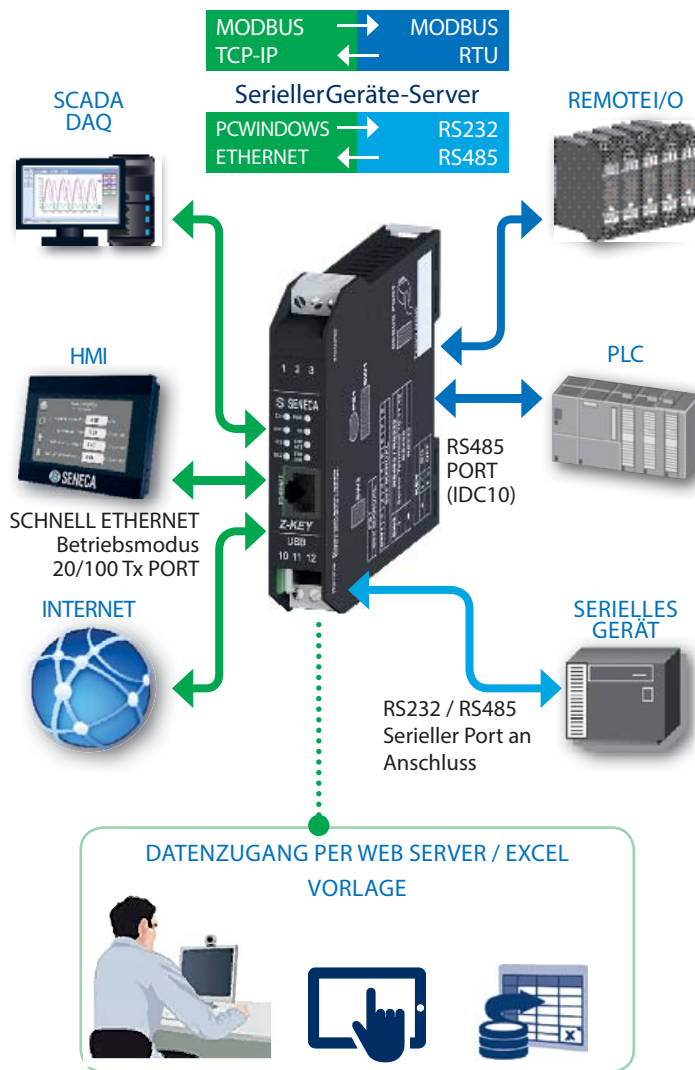 MODBUS MODBUS
TCP-IP RTU
SeriellerGeräte-Server
PCWINDOWS RS232
ETHERNET RS485
SCADA
DAQ
REMOTEI/O
HMI
PLC
1 2 3
SENECA
Z-KEY
USB
10 11 12
SENECA
RS485
PORT
(IDC10)
SCHNELL ETHERNET
Betriebsmodus
20/100 Tx PORT
INTERNET
SERIELLES
GERÄT
RS232 / RS485
Serieller Port an
Anschluss
DATENZUGANG PER WEB SERVER / EXCEL
VORLAGE
X